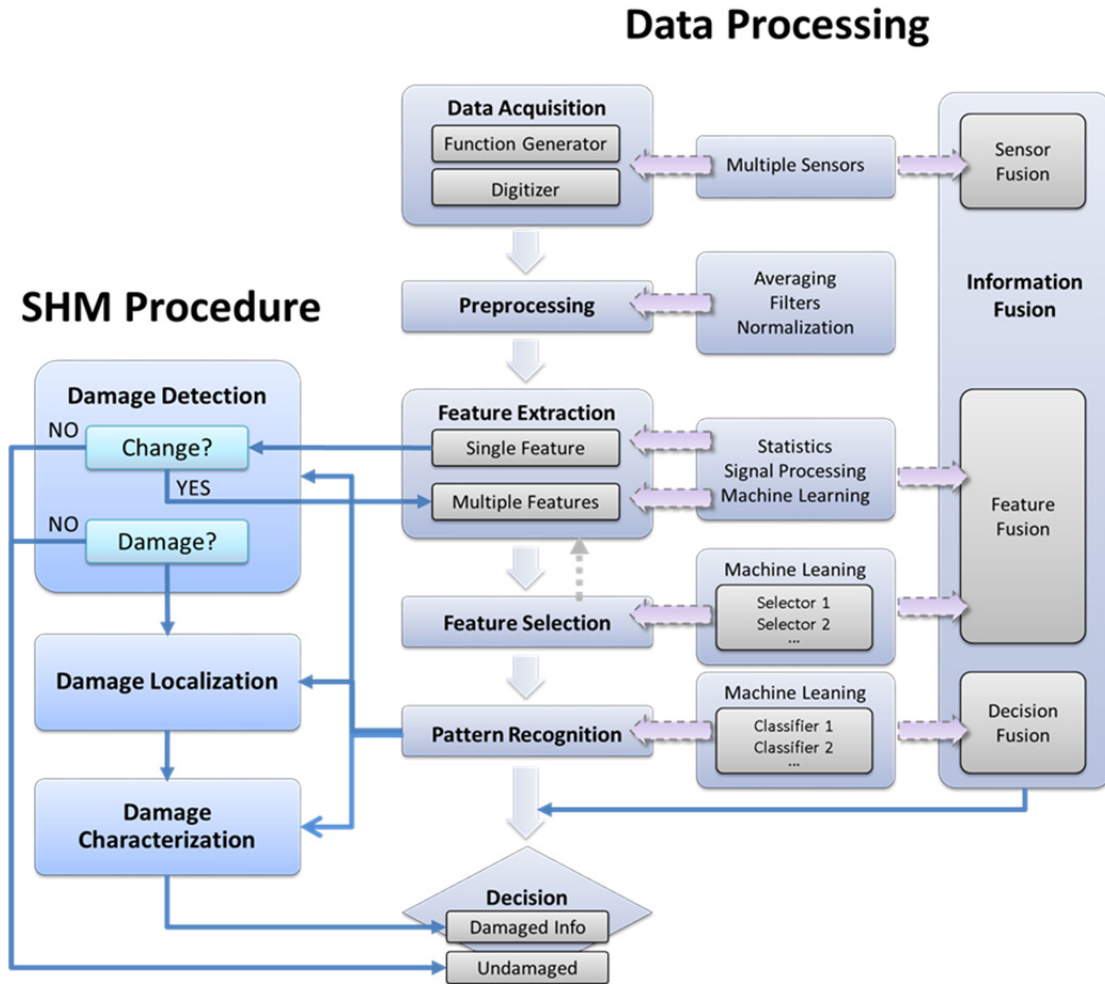 Data Processing
Data Acquisition
Function Generator
Digitizer
Multiple Sensors
Sensor
Fusion
Preprocessing
Averaging
Filters
Normalization
Information
Fusion
SHM Procedure
Damage Detection
NO
Change?
YES
NO
Damage?
Feature Extraction
Single Feature
Multiple Features
Statistics
Signal Processing
Machine Learning
Feature
Fusion
Feature Selection
Machine Leaning
Selector 1
Selector 2
...
Damage Localization
Pattern Recognition
Machine Leaning
Classifier 1
Classifier 2
...
Decision
Fusion
Damage
Characterization
Decision
Damaged Info
Undamaged